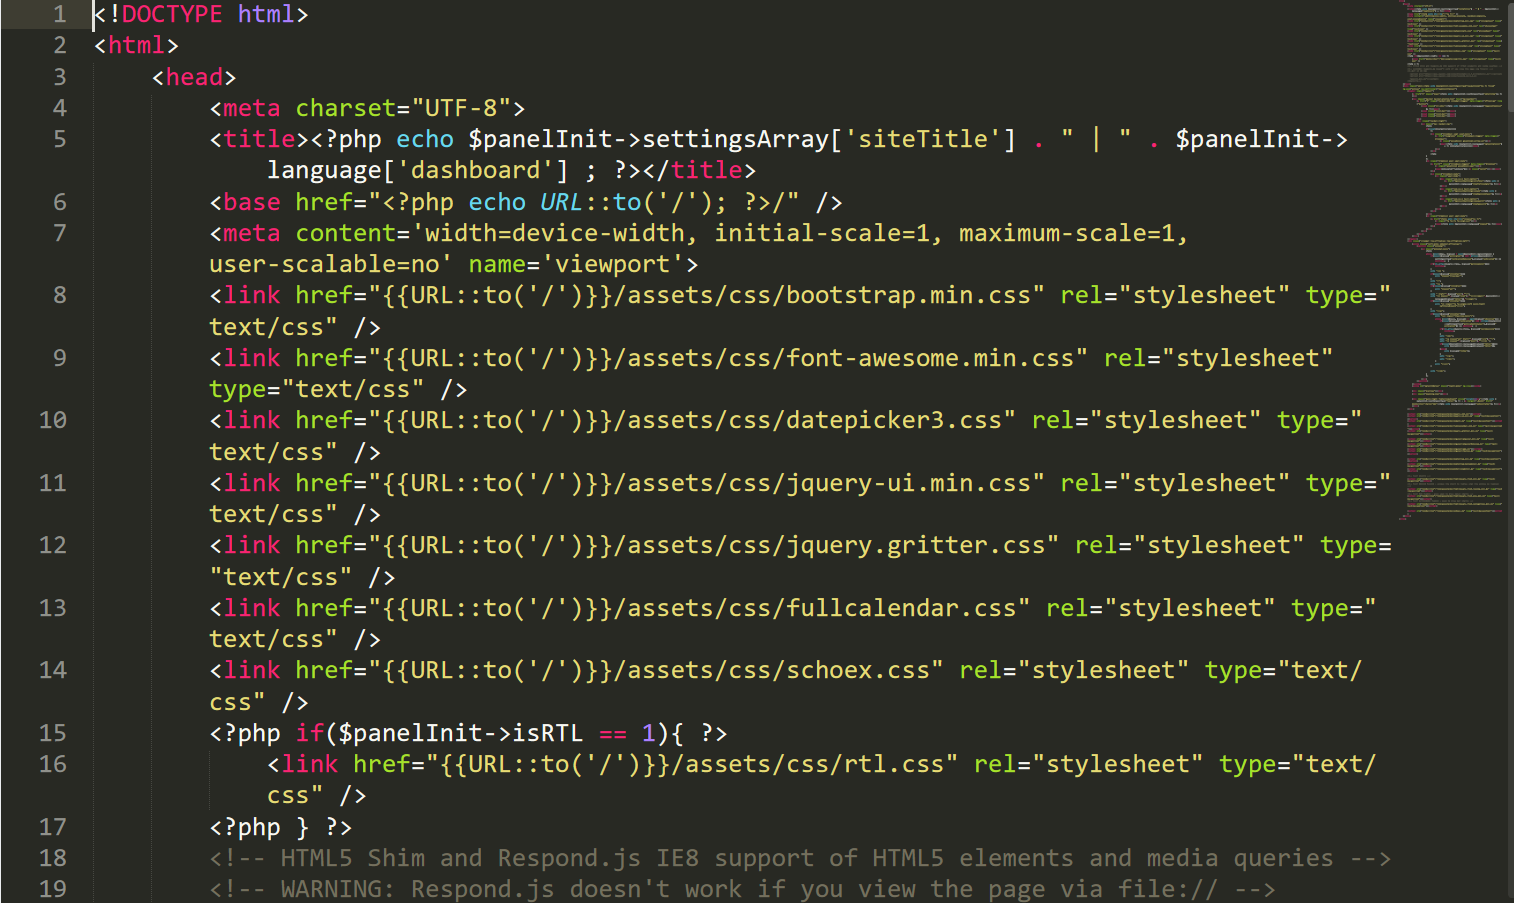 1 <!DOCTYPE html>
2 <html>
3 <head>
4 <meta charset="UTF-8">
5 <title><?php echo $panelInit->settingsArray['siteTitle'] . " | " . $panelInit->
language['dashboard'] ; ?></title>
6 <base href="<?php echo URL::to('/'); ?>/" />
7 <meta content='width=device-width, initial-scale=1, maximum-scale=1,
user-scalable=no' name='viewport'>
8 <link href="{{URL::to('/')}}/assets/css/bootstrap.min.css" rel="stylesheet" type="
text/css" />
9 <link href="{{URL::to('/')}}/assets/css/font-awesome.min.css" rel="stylesheet"
type="text/css" />
10 <link href="{{URL::to('/')}}/assets/css/datepicker3.css" rel="stylesheet" type="
text/css" />
11 <link href="{{URL::to('/')}}/assets/css/jquery-ui.min.css" rel="stylesheet" type="
text/css" />
12 <link href="{{URL::to('/')}}/assets/css/jquery.gritter.css" rel="stylesheet" type=
"text/css" />
13 <link href="{{URL::to('/')}}/assets/css/fullcalendar.css" rel="stylesheet" type="
text/css" />
14 <link href="{{URL::to('/')}}/assets/css/schoex.css" rel="stylesheet" type="text/
css" />
15 <?php if($panelInit->isRTL == 1){ ?>
16 <link href="{{URL::to('/')}}/assets/css/rtl.css" rel="stylesheet" type="text/
css" />
17 <?php } ?>
18 <!-- HTML5 Shim and Respond.js IE8 support of HTML5 elements and media queries -->
19 <!-- WARNING: Respond.js doesn't work if you view the page via file:// -->